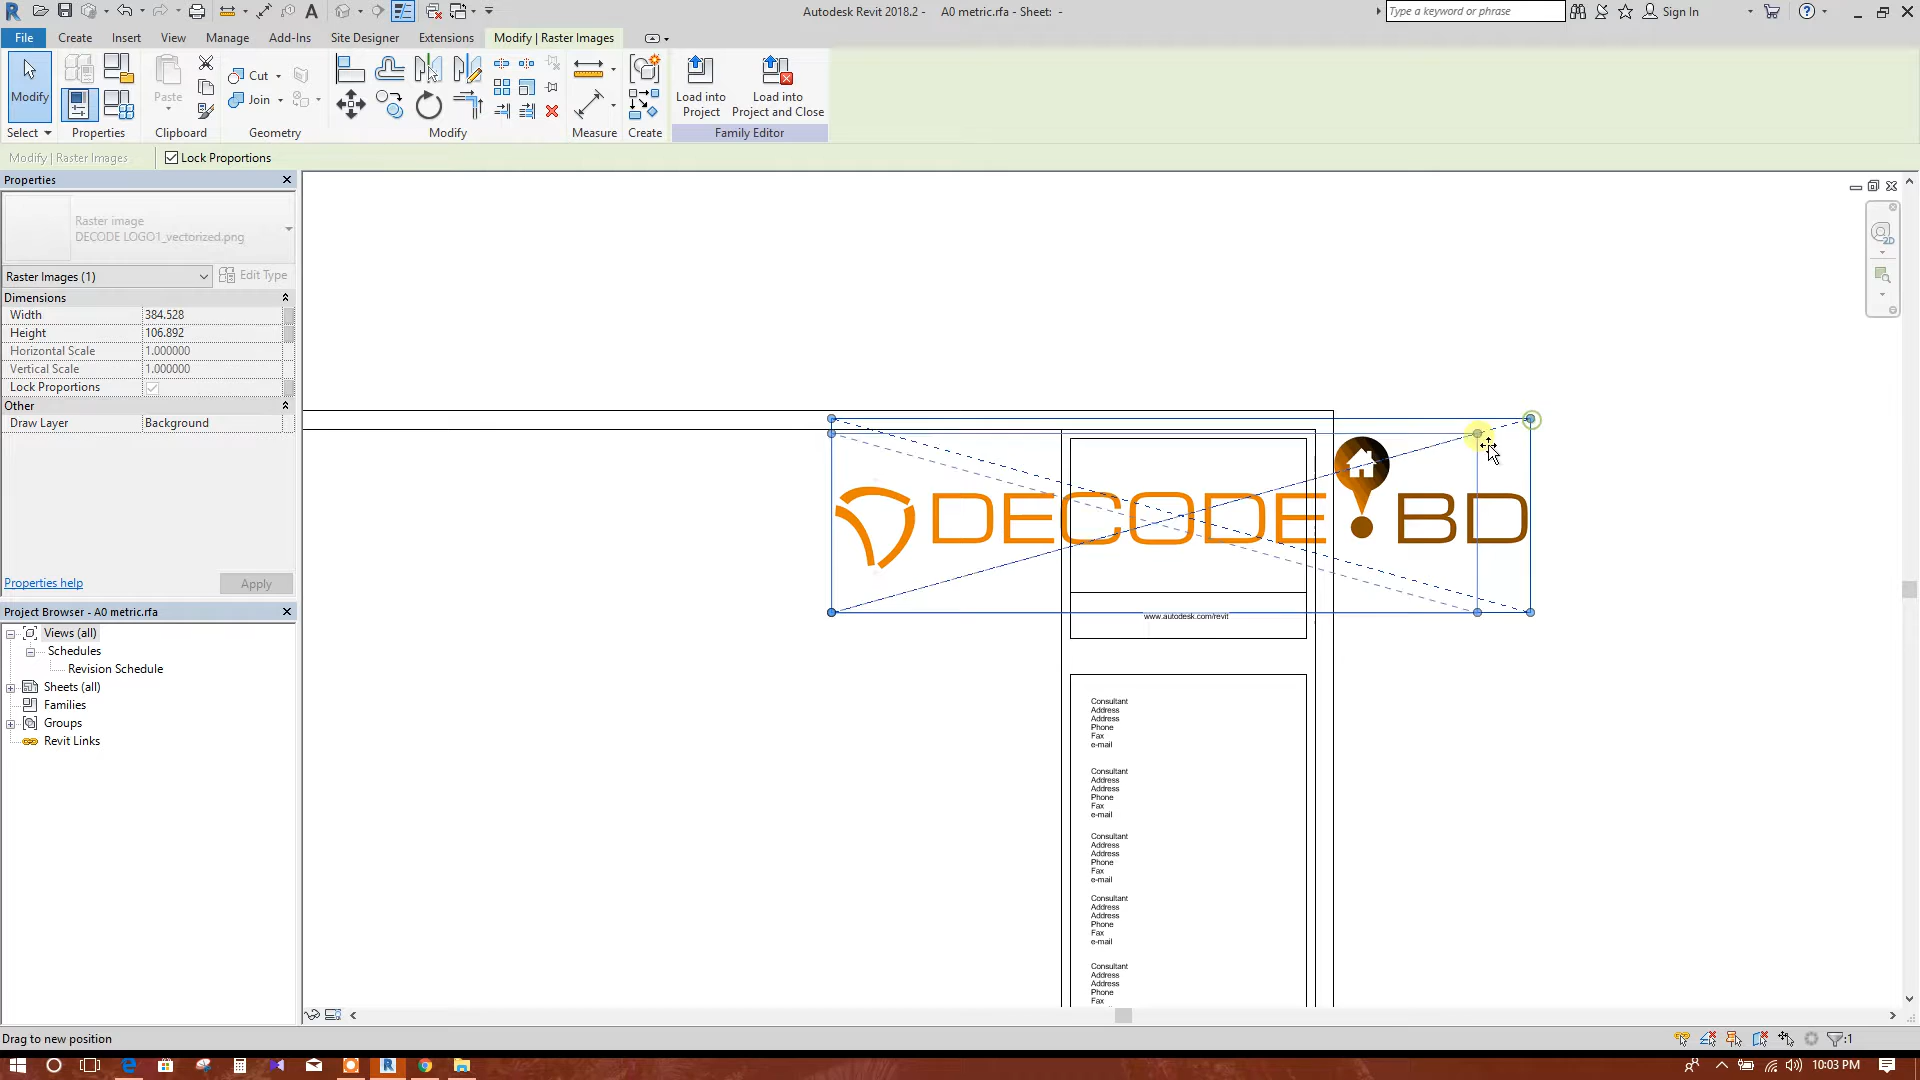 Autodesk Revit 2018.2 - A0 metric.rfa - Sheet: -
Type a keyword or phrase
Sign In
File
Create
Insert
View
Manage
Add-Ins
Site Designer
Extensions
Modify | Raster Images
Modify
Paste
Cut
Join
Load into
Project
Load into
Project and Close
Select
Properties
Clipboard
Geometry
Modify
Measure
Create
Family Editor
Modify | Raster Images
Lock Proportions
Properties
Raster image
DECODE LOGO1_vectorized.png
Raster Images (1)
Edit Type
Dimensions
Width 384.528
Height 106.892
Horizontal Scale 1.000000
Vertical Scale 1.000000
Lock Proportions
Other
Draw Layer Background
Properties help
Apply
Project Browser - A0 metric.rfa
Views (all)
Schedules
Revision Schedule
Sheets (all)
Families
Groups
Revit Links
2D
DECODE BD
www.autodesk.com/revit
Consultant
Address
Address
Phone
Fax
e-mail
Consultant
Address
Address
Phone
Fax
e-mail
Consultant
Address
Address
Phone
Fax
e-mail
Consultant
Address
Address
Phone
Fax
e-mail
Consultant
Address
Address
Phone
Fax
Drag to new position
:1
10:03 PM